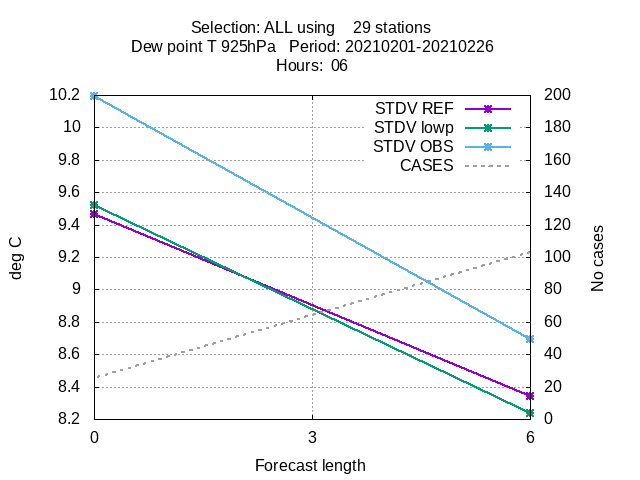 Selection: ALL using    29 stations
Dew point T 925hPa   Period: 20210201-20210226
Hours:  06
10.2
10
9.8
9.6
9.4
9.2
9
8.8
8.6
8.4
8.2
deg C
STDV REF
STDV lowp
STDV OBS
CASES
200
180
160
140
120
100
80
60
40
20
0
No cases
0 3 6
Forecast length